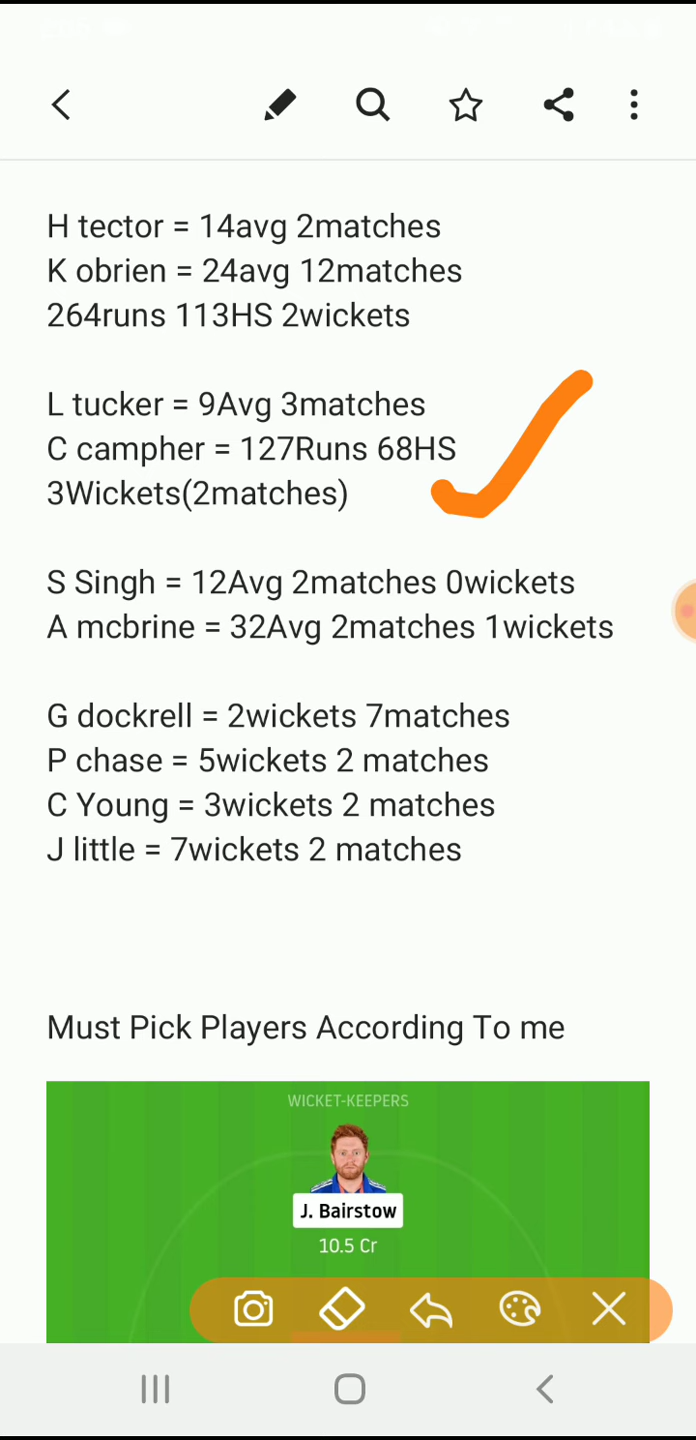 H tector = 14avg 2matches
K obrien = 24avg 12matches
264runs 113HS 2wickets
L tucker = 9Avg 3matches
C campher = 127Runs 68HS
3Wickets(2matches)
S Singh = 12Avg 2matches 0wickets
A mcbrine = 32Avg 2matches 1wickets
G dockrell = 2wickets 7matches
P chase = 5wickets 2 matches
C Young = 3wickets 2 matches
J little = 7wickets 2 matches
Must Pick Players According To me
WICKET-KEEPERS
J. Bairstow
10.5 Cr